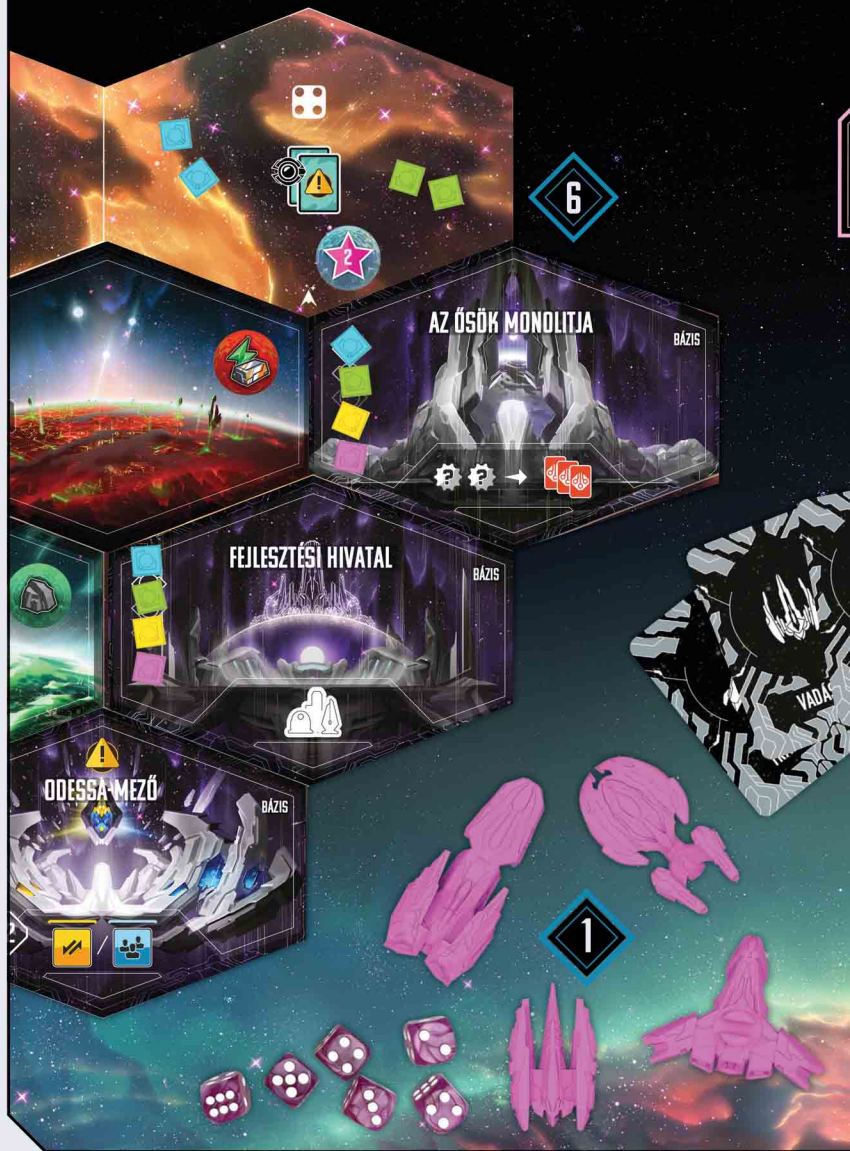 6
2
AZ ŐSÖK MONOLITJA
BÁZIS
? ?
FEJLESZTÉSI HIVATAL
BÁZIS
!
ODESSA-MEZŐ
BÁZIS
1